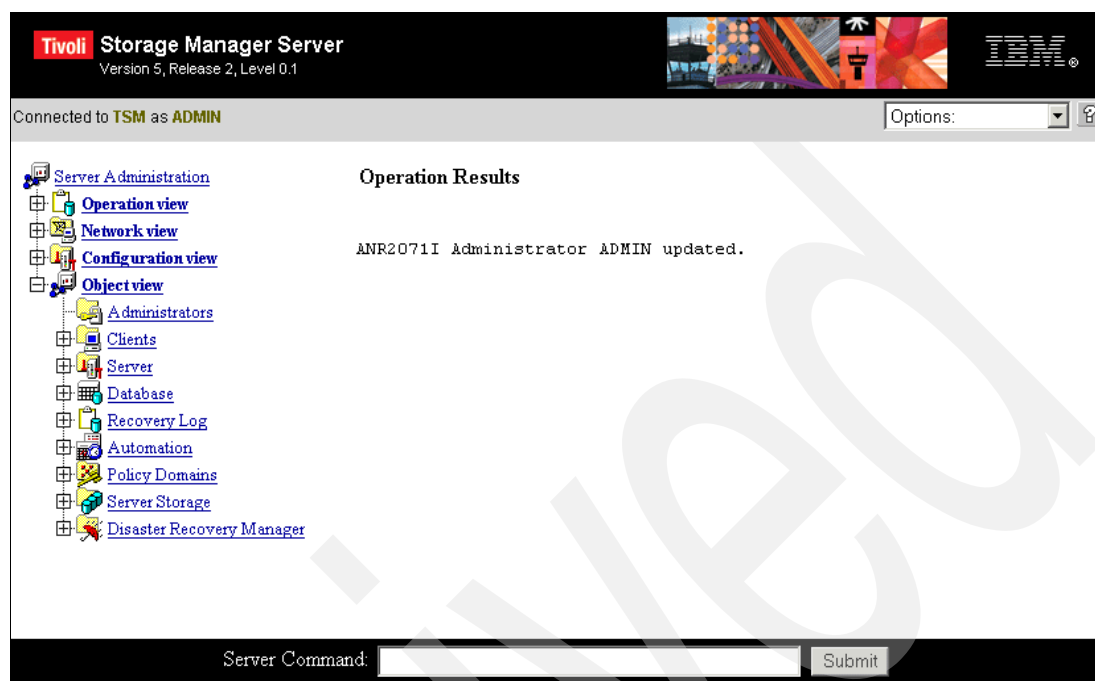 Tivoli Storage Manager Server
Version 5, Release 2, Level 0.1
IBM®
Connected to TSM as ADMIN
Options:
?
Server Administration
Operation view
Network view
Configuration view
Object view
Administrators
Clients
Server
Database
Recovery Log
Automation
Policy Domains
Server Storage
Disaster Recovery Manager
Operation Results
ANR2071I Administrator ADMIN updated.
Server Command:
Submit